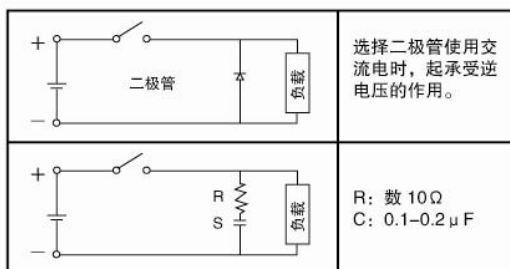 +
二极管
负载
—
选择二极管使用交
流电时，起承受逆
电压的作用。
+
R
S
负载
—
R：数 10Ω
C：0.1–0.2μF